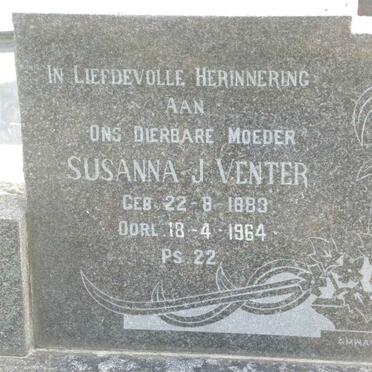 IN LIEFDEVOLLE HERINNERING
AAN
ONS DIERBARE MOEDER
SUSANNA J. VENTER
GEB. 22-8-1883
OORL. 18-4-1964
PS. 22